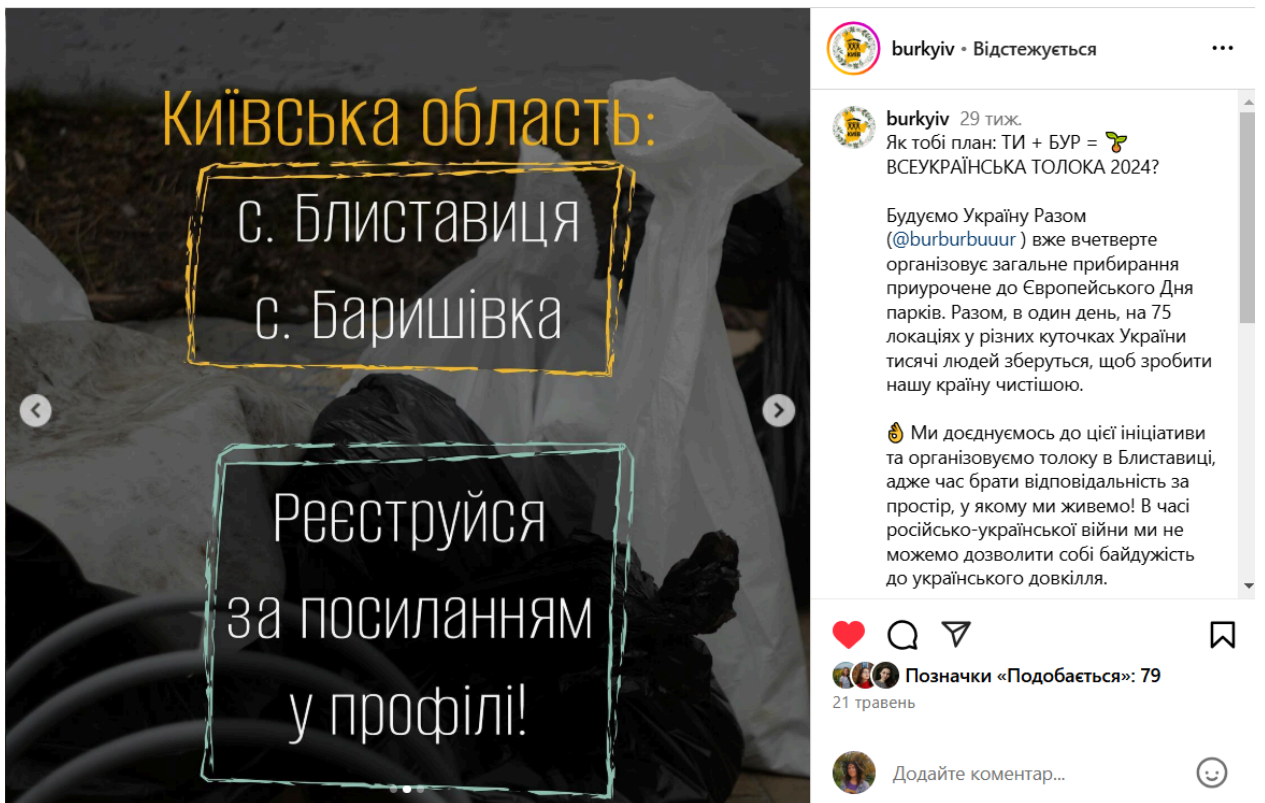 Київська область:
с. Блиставиця
с. Баришівка
Реєструйся
за посиланням
у профілі!
burkyiv • Відстежується
burkyiv 29 тиж.
Як тобі план: ТИ + БУР = 🌱
ВСЕУКРАЇНСЬКА ТОЛОКА 2024?
Будуємо Україну Разом
(@burburbuuur ) вже вчетверте
організовує загальне прибирання
приурочене до Європейського Дня
парків. Разом, в один день, на 75
локаціях у різних куточках України
тисячі людей зберуться, щоб зробити
нашу країну чистішою.
👌 Ми доєднуємось до цієї ініціативи
та організовуємо толоку в Блиставиці,
адже час брати відповідальність за
простір, у якому ми живемо! В часі
російсько-української війни ми не
можемо дозволити собі байдужість
до українського довкілля.
Позначки «Подобається»: 79
21 травень
Додайте коментар...